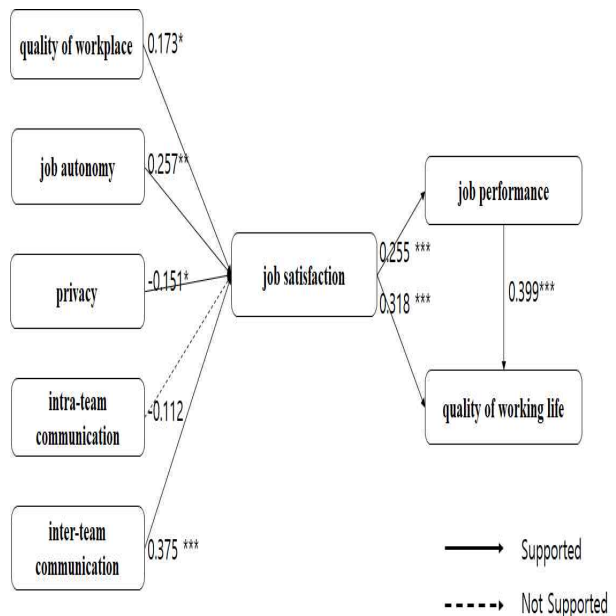 quality of workplace
0.173*
job autonomy
0.257**
privacy
-0.151*
intra-team
communication
-0.112
inter-team
communication
0.375 ***
job satisfaction
0.255 ***
0.318 ***
job performance
0.399***
quality of working life
Supported
Not Supported